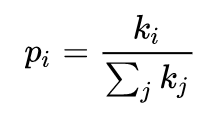 p_i = \frac{k_i}{\sum_j k_j}